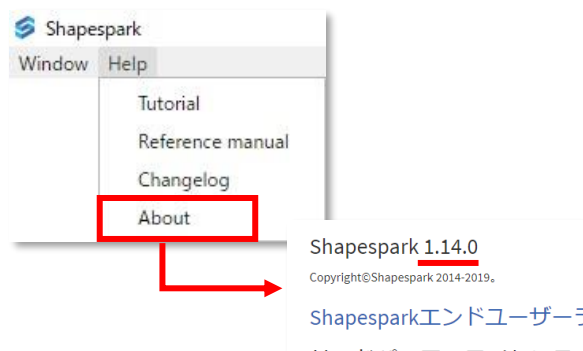 Shapespark
Window Help
Tutorial
Reference manual
Changelog
About
Shapespark 1.14.0
Copyright©Shapespark 2014-2019。
Shapesparkエンドユーザー